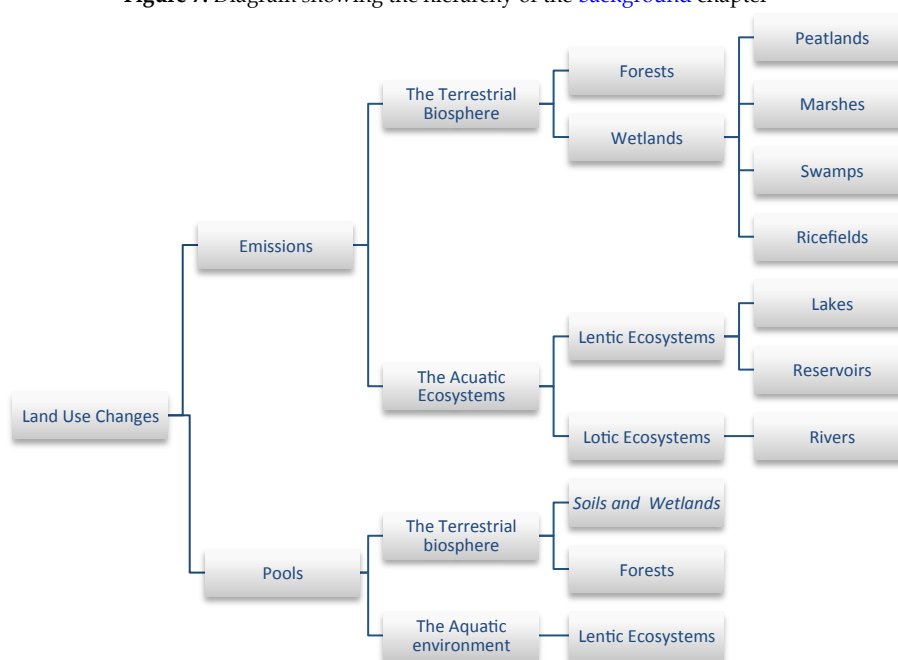 Figure 7. Diagram showing the hierarchy of the background chapter
Peatlands
Forests
The Terrestrial
Biosphere
Marshes
Wetlands
Swamps
Emissions
Ricefields
Lakes
Lentic Ecosystems
Reservoirs
The Acuatic
Ecosystems
Land Use Changes
Lotic Ecosystems
Rivers
Soils and Wetlands
The Terrestrial
biosphere
Pools
Forests
The Aquatic
environment
Lentic Ecosystems